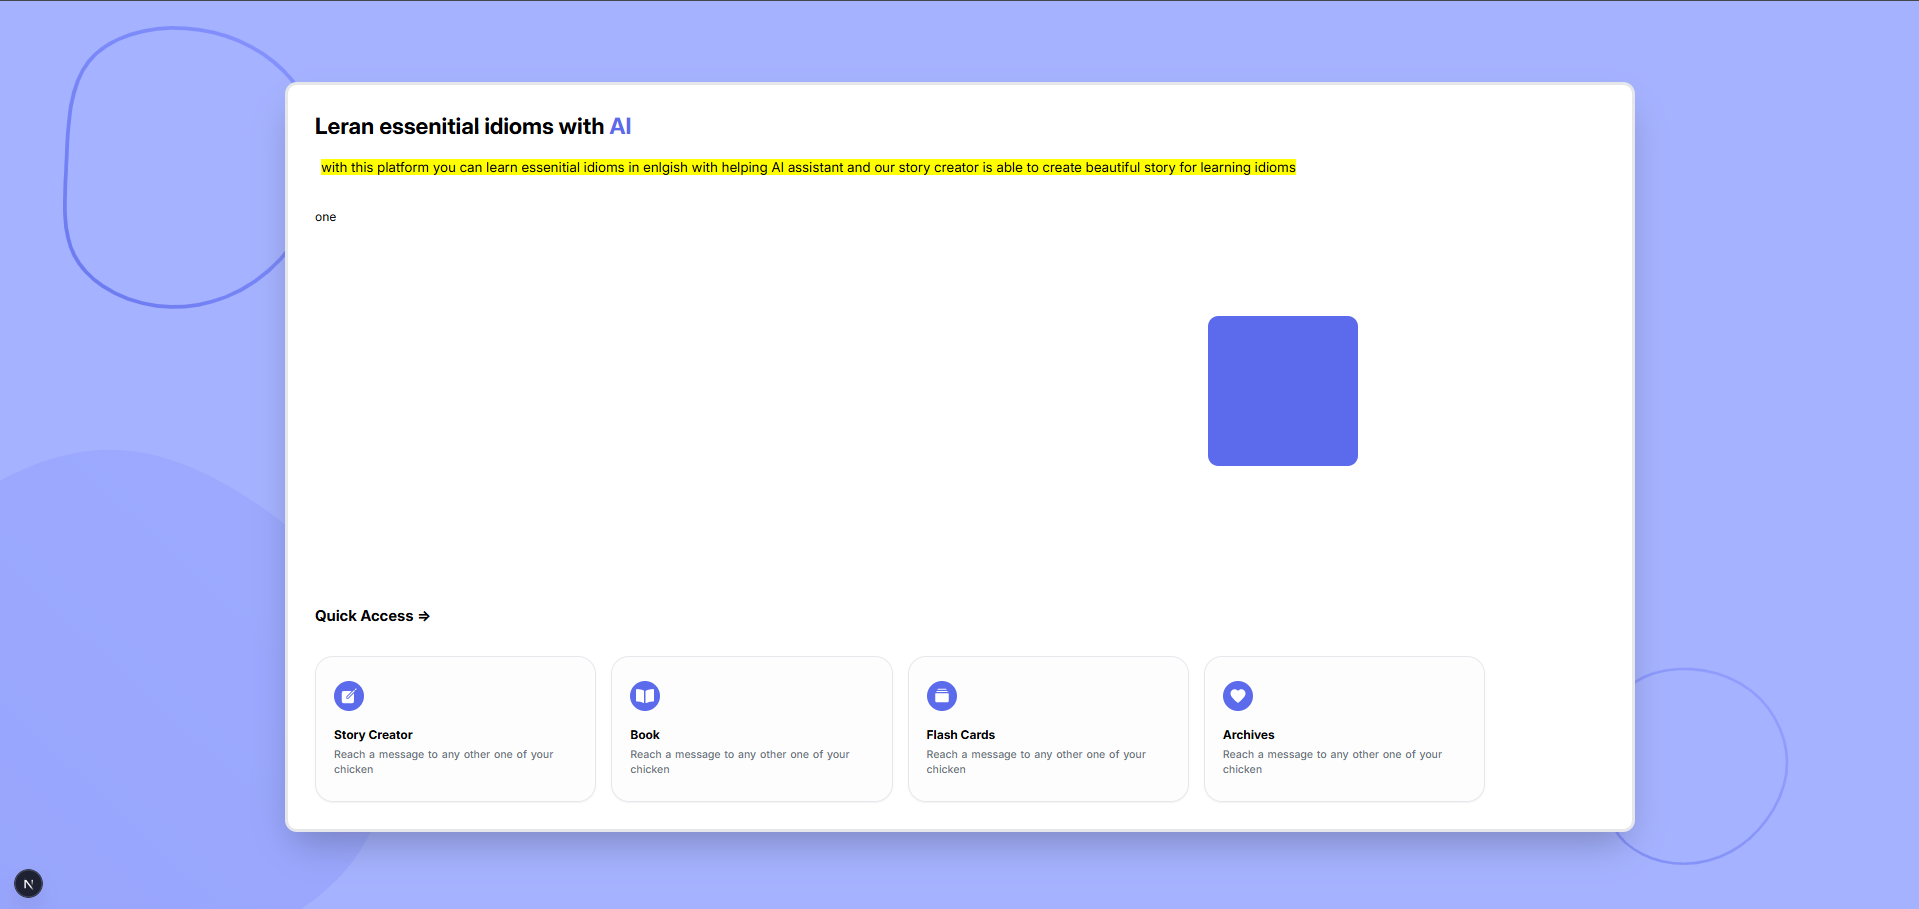 Leran essenitial idioms with AI
with this platform you can learn essenitial idioms in enlgish with helping AI assistant and our story creator is able to create beautiful story for learning idioms
one
Quick Access ⇒
Story Creator
Reach a message to any other one of your
chicken
Book
Reach a message to any other one of your
chicken
Flash Cards
Reach a message to any other one of your
chicken
Archives
Reach a message to any other one of your
chicken
N